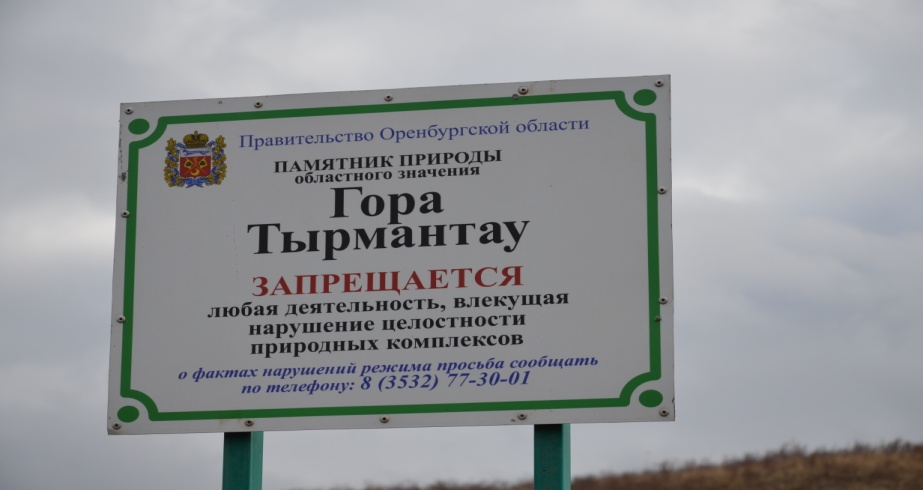 Правительство Оренбургской области
ПАМЯТНИК ПРИРОДЫ
областного значения
Гора
Тырмантау
ЗАПРЕЩАЕТСЯ
любая деятельность, влекущая
нарушение целостности
природных комплексов
о фактах нарушений режима просьба сообщать
по телефону: 8 (3532) 77-30-01